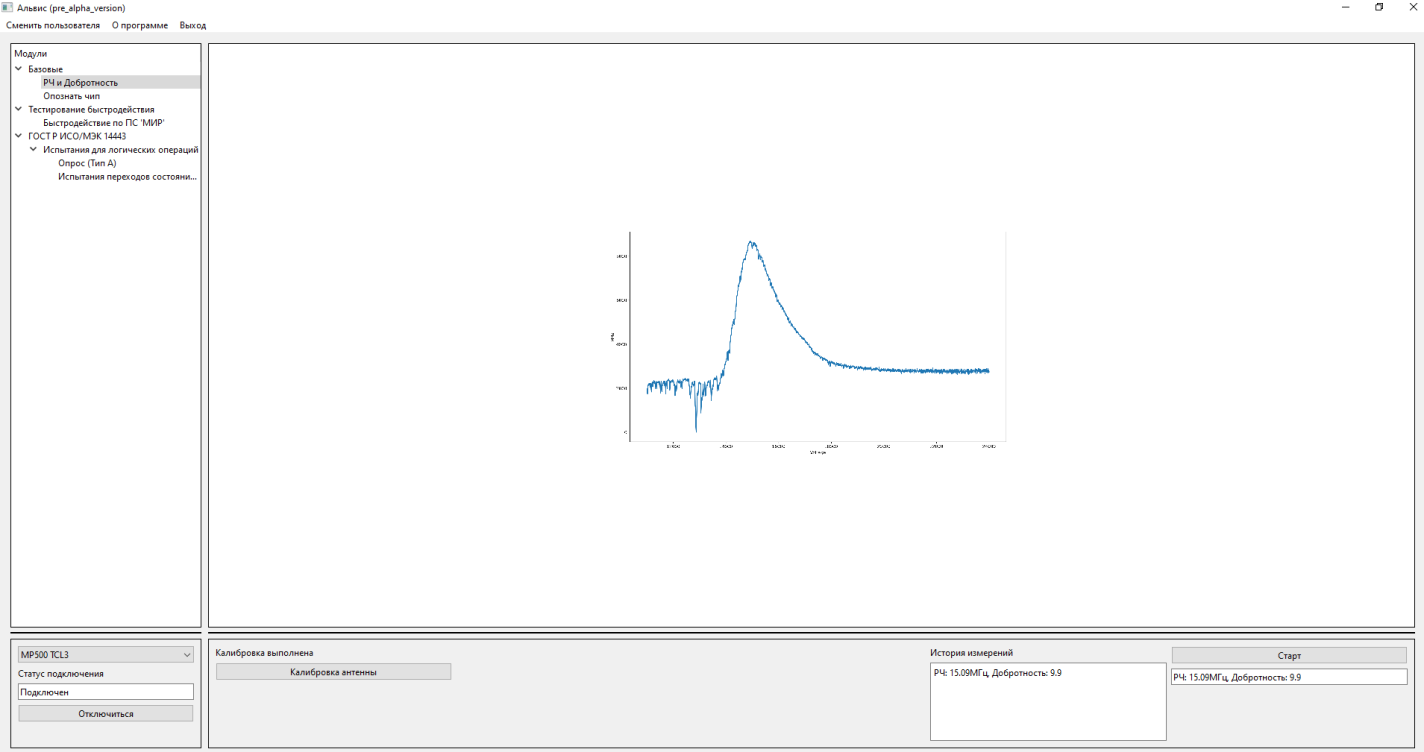 Альвис (pre_alpha_version)
Сменить пользователя О программе Выход
Модули
Базовые
РЧ и Добротность
Опознать чип
Тестирование быстродействия
Быстродействие по ПС 'МИР'
ГОСТ Р ИСО/МЭК 14443
Испытания для логических операций
Опрос (Тип А)
Испытания переходов состояни...
MP500 TCL3
Статус подключения
Подключен
Отключиться
Калибровка выполнена
Калибровка антенны
История измерений
РЧ: 15.09МГц, Добротность: 9.9
Старт
РЧ: 15.09МГц, Добротность: 9.9